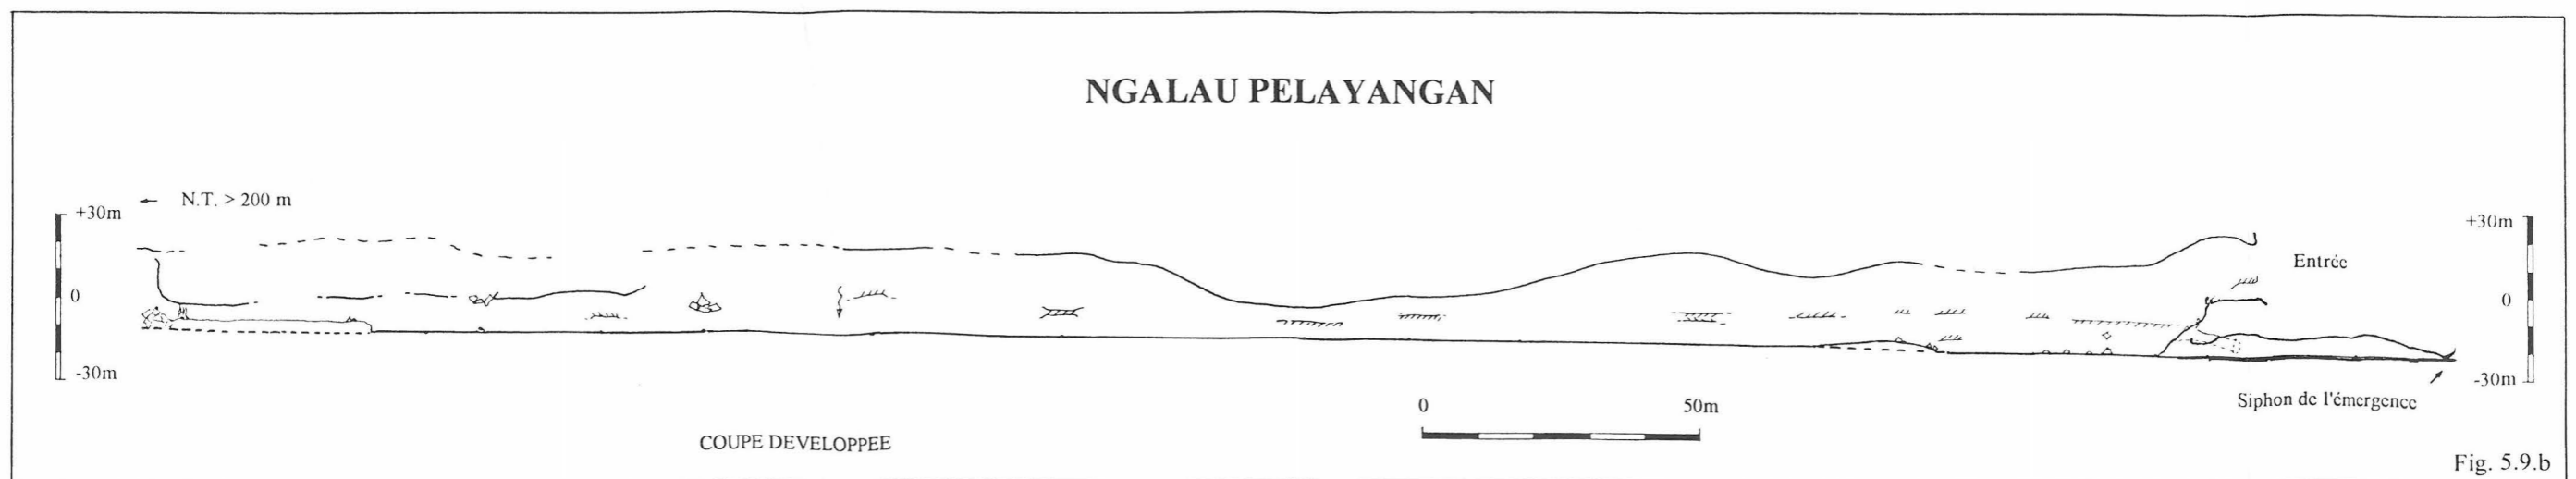 NGALAU PELAYANGAN
← N.T. > 200 m
+30m
0
-30m
+30m
Entrée
0
-30m
Siphon de l'émergence
0 50m
COUPE DEVELOPPEE
Fig. 5.9.b